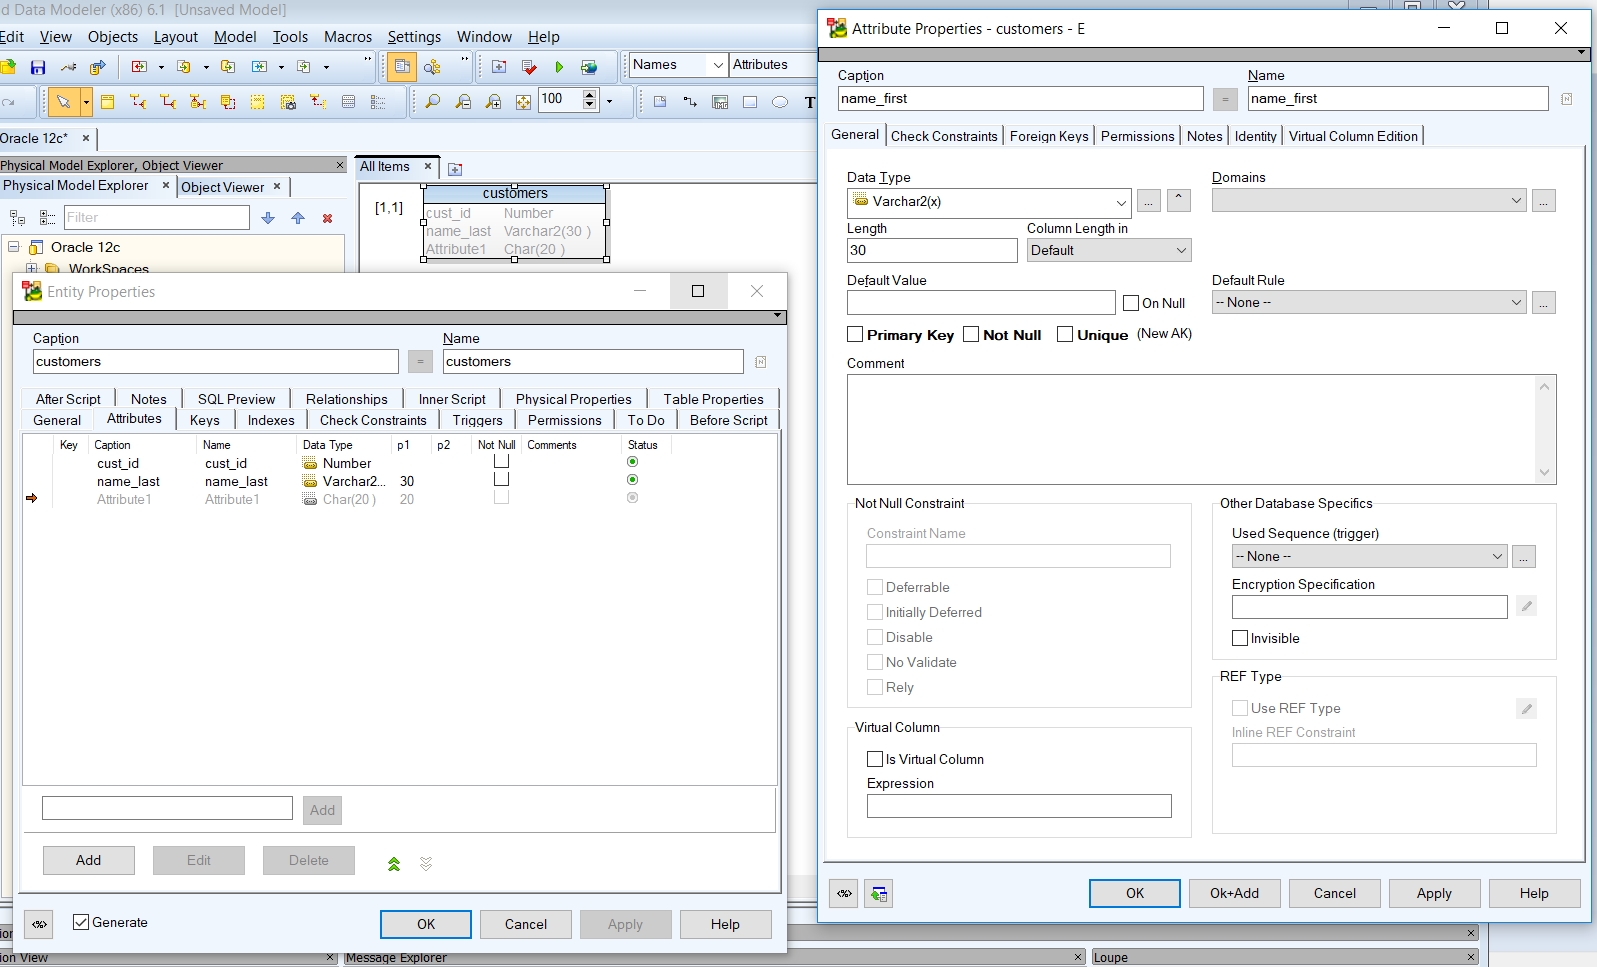 d Data Modeler (x86) 6.1 [Unsaved Model]
Edit View Objects Layout Model Tools Macros Settings Window Help
Names Attributes
100 T
Oracle 12c* ×
Physical Model Explorer, Object Viewer ×
Physical Model Explorer × Object Viewer ×
Filter
Oracle 12c
WorkSpaces
All Items ×
[1,1]
customers
cust_id Number
name_last Varchar2(30 )
Attribute1 Char(20 )
Entity Properties
Caption
customers
=
Name
customers
After Script Notes SQL Preview Relationships Inner Script Physical Properties Table Properties
General Attributes Keys Indexes Check Constraints Triggers Permissions To Do Before Script
Key Caption Name Data Type p1 p2 Not Null Comments Status
cust_id cust_id Number
name_last name_last Varchar2... 30
Attribute1 Attribute1 Char(20 ) 20
Add
Add Edit Delete
<%> Generate OK Cancel Apply Help
ion View × Message Explorer × Loupe ×
Attribute Properties - customers - E
Caption
name_first
=
Name
name_first
General Check Constraints Foreign Keys Permissions Notes Identity Virtual Column Edition
Data Type
Varchar2(x) ... ^
Domains
...
Length
30
Column Length in
Default
Default Value
On Null
Default Rule
-- None -- ...
Primary Key Not Null Unique (New AK)
Comment
Not Null Constraint
Constraint Name
Deferrable
Initially Deferred
Disable
No Validate
Rely
Virtual Column
Is Virtual Column
Expression
Other Database Specifics
Used Sequence (trigger)
-- None -- ...
Encryption Specification
Invisible
REF Type
Use REF Type
Inline REF Constraint
<%> OK Ok+Add Cancel Apply Help